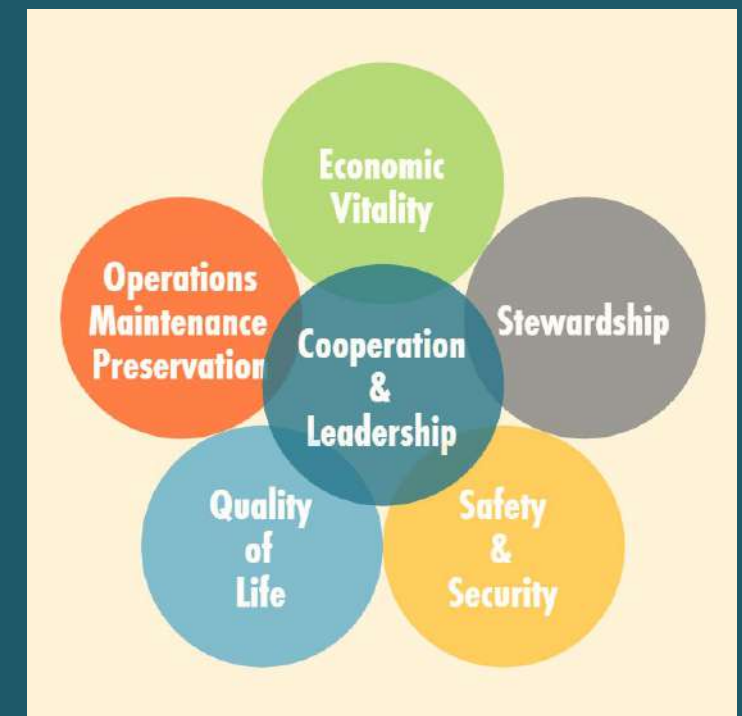 Economic
Vitality
Operations
Maintenance
Preservation
Cooperation
&
Leadership
Stewardship
Quality
of
Life
Safety
&
Security